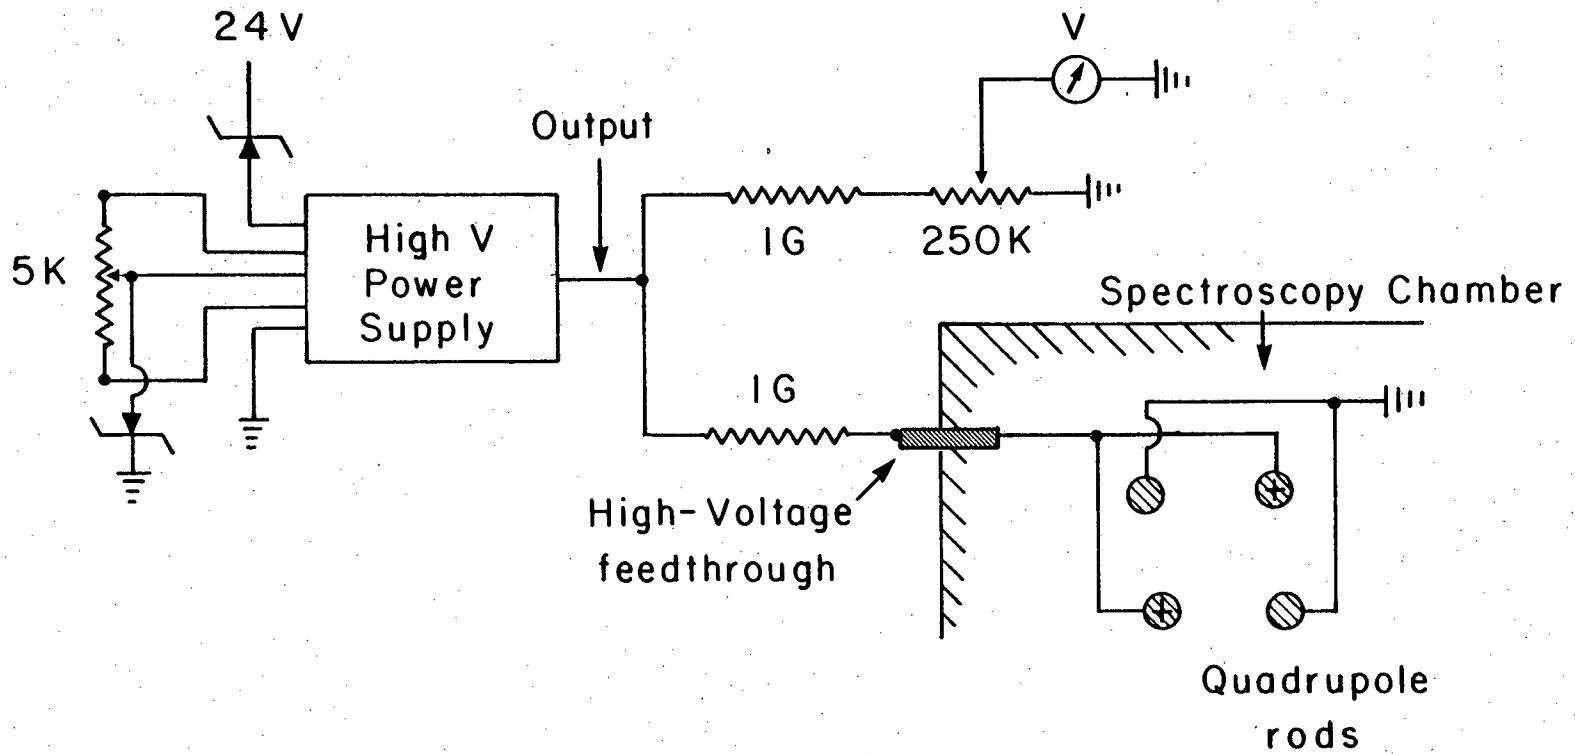 24V
V
Output
High V
Power
Supply
5K
1G
250K
Spectroscopy Chamber
1G
High-Voltage
feedthrough
Quadrupole
rods